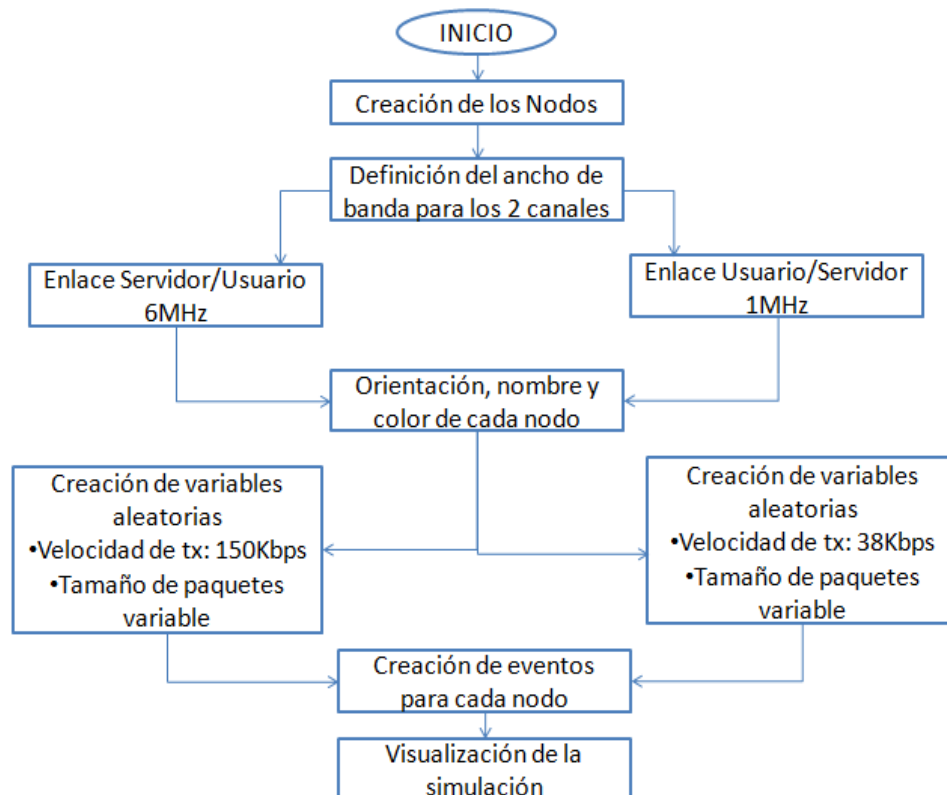 INICIO
Creación de los Nodos
Definición del ancho de
banda para los 2 canales
Enlace Servidor/Usuario
6MHz
Enlace Usuario/Servidor
1MHz
Orientación, nombre y
color de cada nodo
Creación de variables
aleatorias
•Velocidad de tx: 150Kbps
•Tamaño de paquetes
variable
Creación de variables
aleatorias
•Velocidad de tx: 38Kbps
•Tamaño de paquetes
variable
Creación de eventos
para cada nodo
Visualización de la
simulación